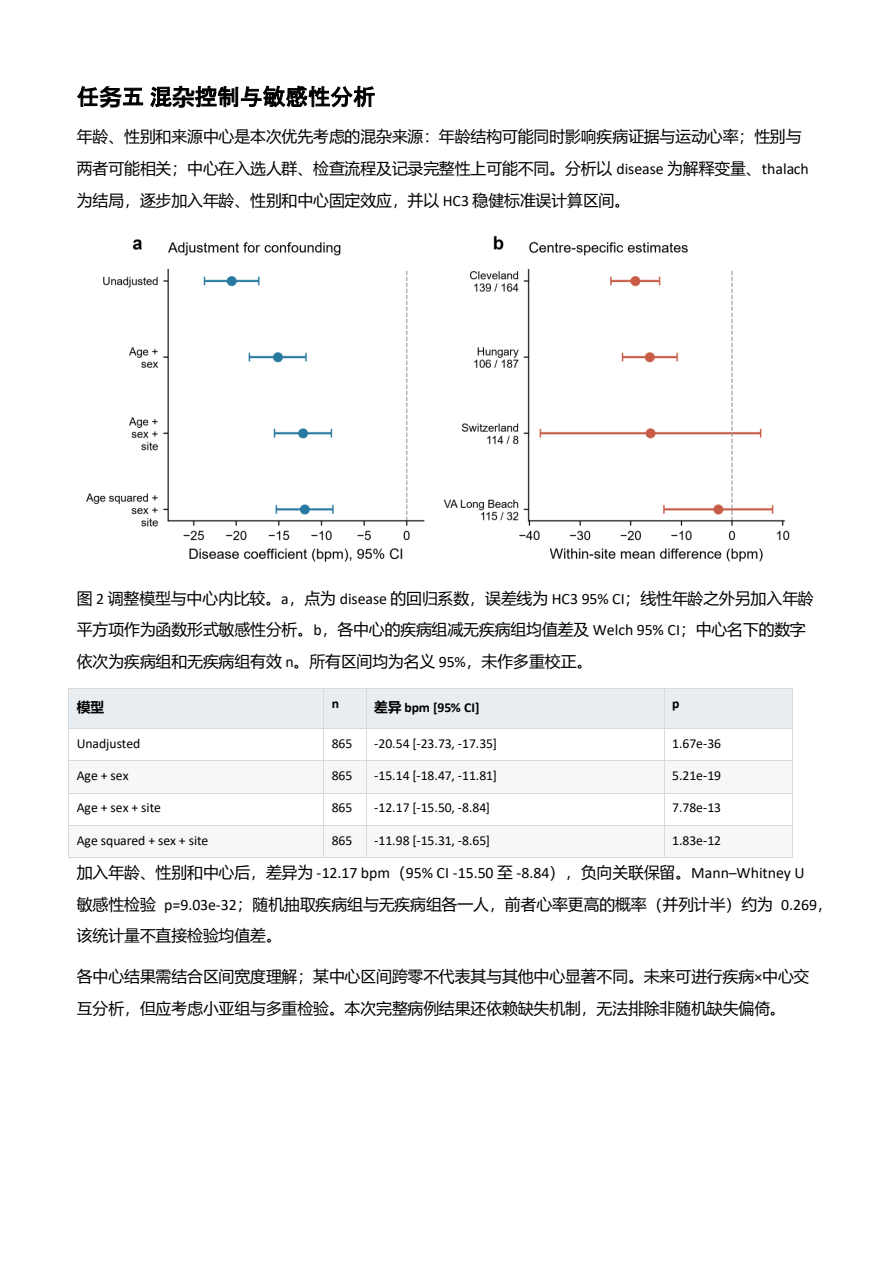 任务五 混杂控制与敏感性分析
年龄、性别和来源中心是本次优先考虑的混杂来源：年龄结构可能同时影响疾病证据与运动心率；性别与
两者可能相关；中心在入选人群、检查流程及记录完整性上可能不同。分析以 disease 为解释变量、thalach
为结局，逐步加入年龄、性别和中心固定效应，并以 HC3 稳健标准误计算区间。
a Adjustment for confounding
Unadjusted
Age +
sex
Age +
sex +
site
Age squared +
sex +
site
−25 −20 −15 −10 −5 0
Disease coefficient (bpm), 95% CI
b Centre-specific estimates
Cleveland
139 / 164
Hungary
106 / 187
Switzerland
114 / 8
VA Long Beach
115 / 32
−40 −30 −20 −10 0 10
Within-site mean difference (bpm)
图 2 调整模型与中心内比较。a，点为 disease 的回归系数，误差线为 HC3 95% CI；线性年龄之外另加入年龄
平方项作为函数形式敏感性分析。b，各中心的疾病组减无疾病组均值差及 Welch 95% CI；中心名下的数字
依次为疾病组和无疾病组有效 n。所有区间均为名义 95%，未作多重校正。
模型 n 差异 bpm [95% CI] p
Unadjusted 865 -20.54 [-23.73, -17.35] 1.67e-36
Age + sex 865 -15.14 [-18.47, -11.81] 5.21e-19
Age + sex + site 865 -12.17 [-15.50, -8.84] 7.78e-13
Age squared + sex + site 865 -11.98 [-15.31, -8.65] 1.83e-12
加入年龄、性别和中心后，差异为 -12.17 bpm（95% CI -15.50 至 -8.84），负向关联保留。Mann–Whitney U
敏感性检验 p=9.03e-32；随机抽取疾病组与无疾病组各一人，前者心率更高的概率（并列计半）约为 0.269，
该统计量不直接检验均值差。
各中心结果需结合区间宽度理解；某中心区间跨零不代表其与其他中心显著不同。未来可进行疾病×中心交
互分析，但应考虑小亚组与多重检验。本次完整病例结果还依赖缺失机制，无法排除非随机缺失偏倚。